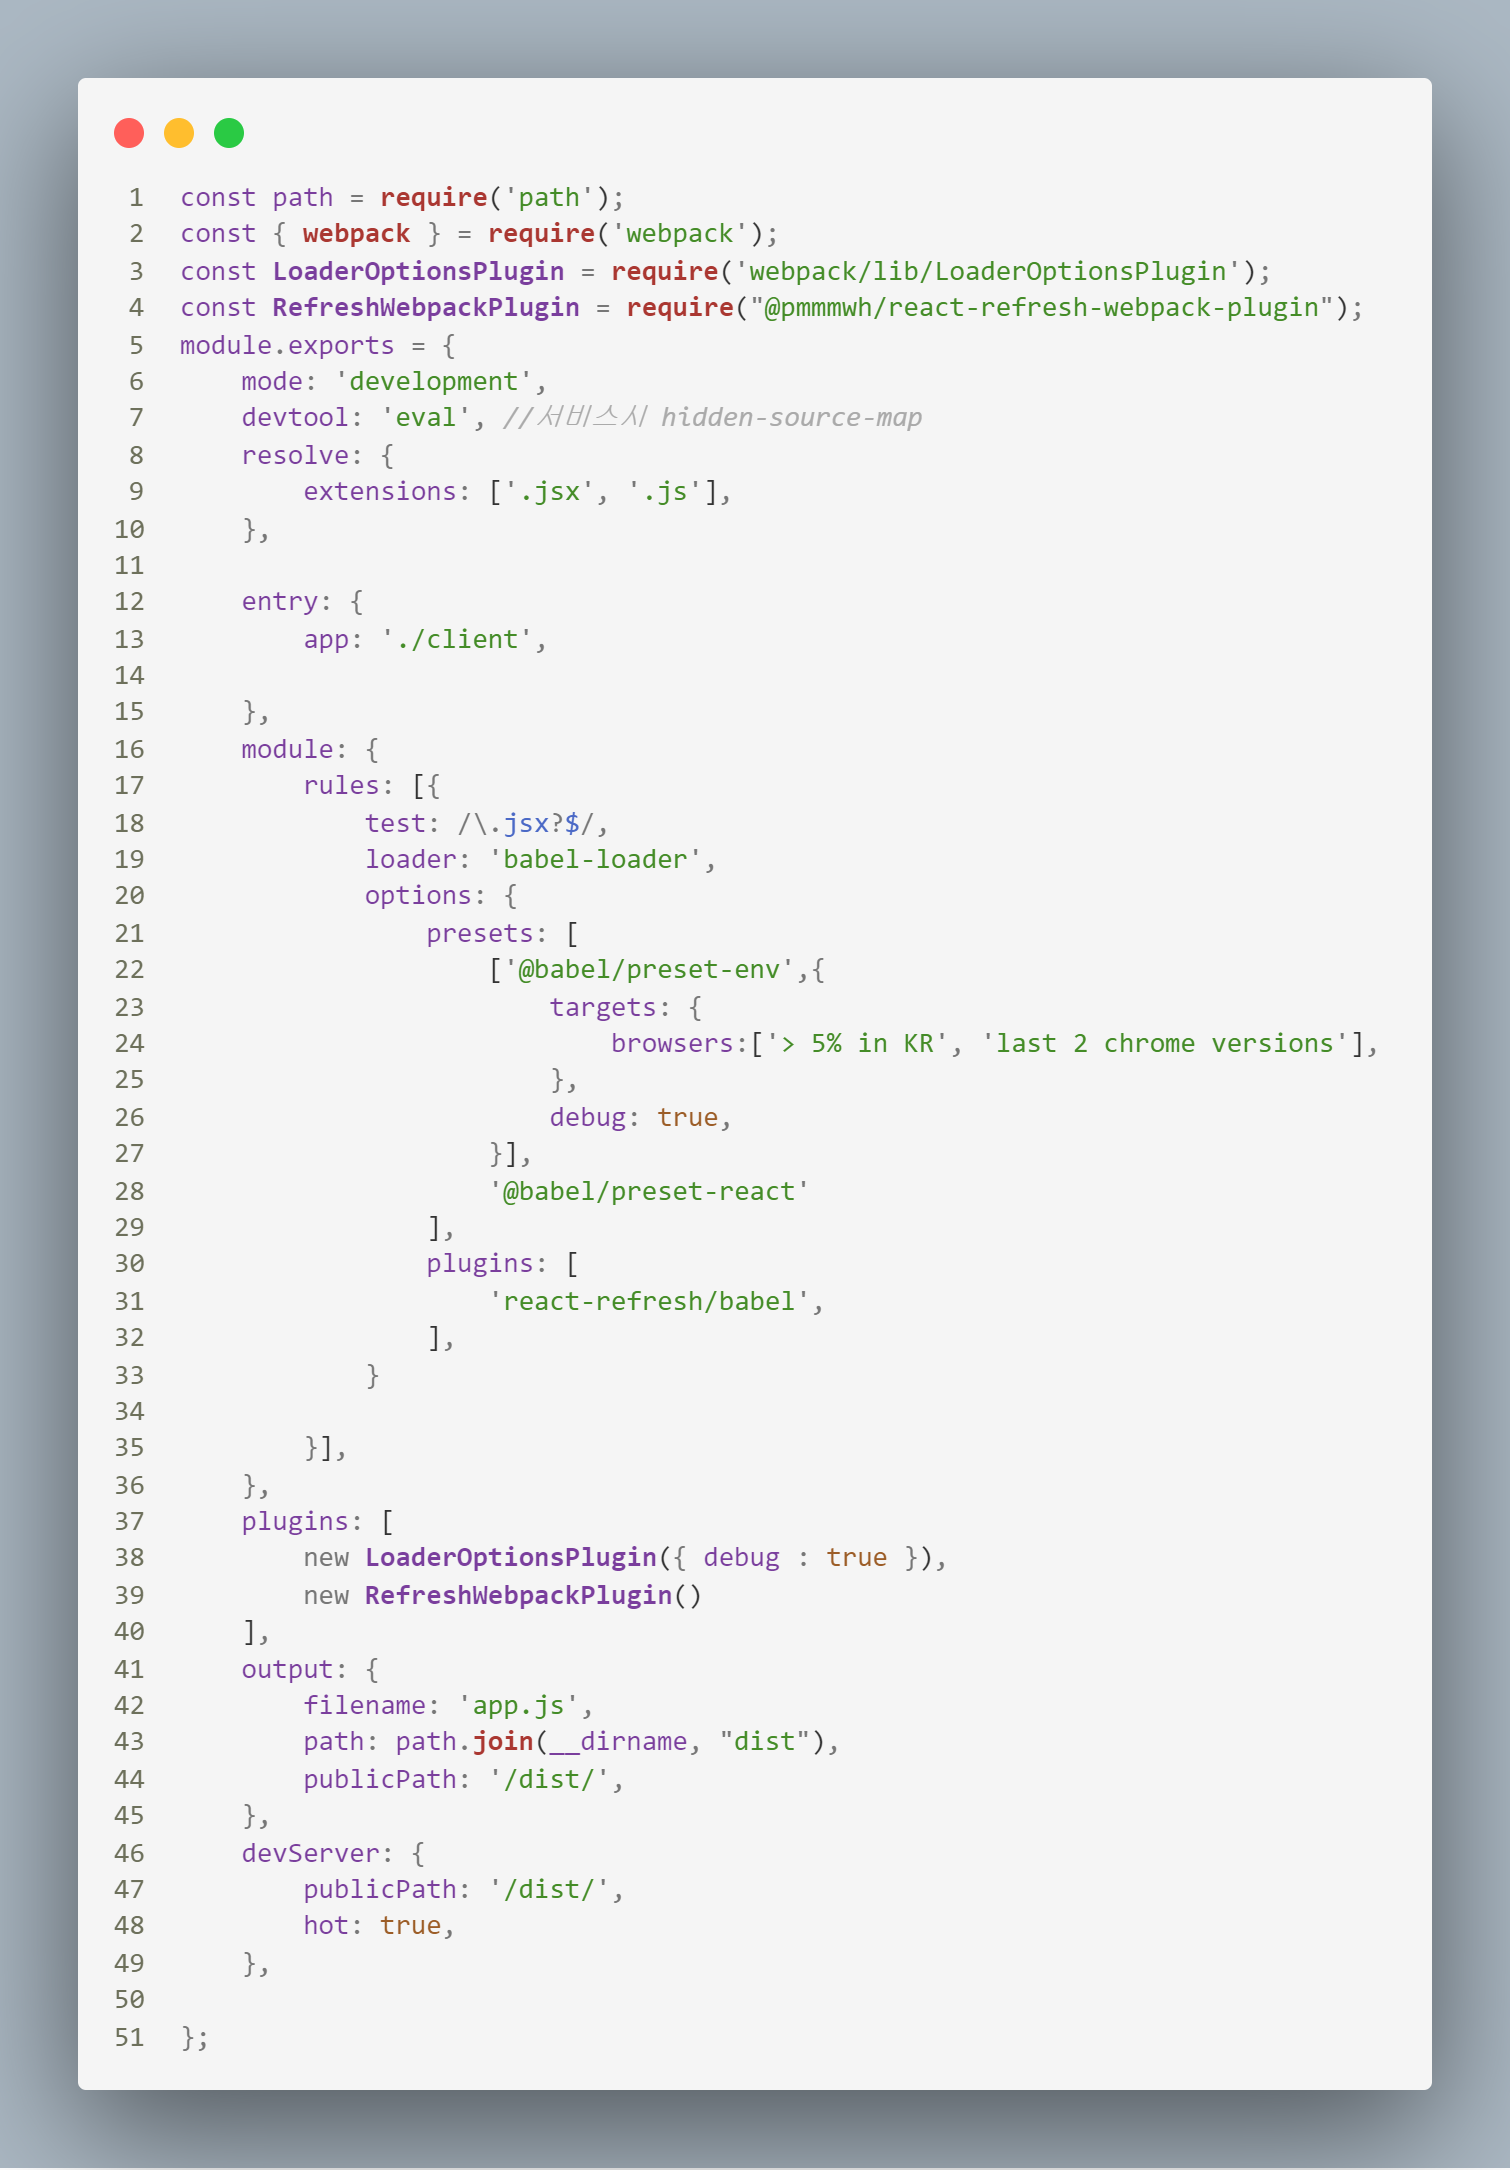 1 const path = require('path');
2 const { webpack } = require('webpack');
3 const LoaderOptionsPlugin = require('webpack/lib/LoaderOptionsPlugin');
4 const RefreshWebpackPlugin = require("@pmmmwh/react-refresh-webpack-plugin");
5 module.exports = {
6     mode: 'development',
7     devtool: 'eval', //서비스시 hidden-source-map
8     resolve: {
9         extensions: ['.jsx', '.js'],
10     },
11
12     entry: {
13         app: './client',
14
15     },
16     module: {
17         rules: [{
18             test: /\.jsx?$/,
19             loader: 'babel-loader',
20             options: {
21                 presets: [
22                     ['@babel/preset-env',{
23                         targets: {
24                             browsers:['> 5% in KR', 'last 2 chrome versions'],
25                         },
26                         debug: true,
27                     }],
28                     '@babel/preset-react'
29                 ],
30                 plugins: [
31                     'react-refresh/babel',
32                 ],
33             }
34
35         }],
36     },
37     plugins: [
38         new LoaderOptionsPlugin({ debug : true }),
39         new RefreshWebpackPlugin()
40     ],
41     output: {
42         filename: 'app.js',
43         path: path.join(__dirname, "dist"),
44         publicPath: '/dist/',
45     },
46     devServer: {
47         publicPath: '/dist/',
48         hot: true,
49     },
50
51 };